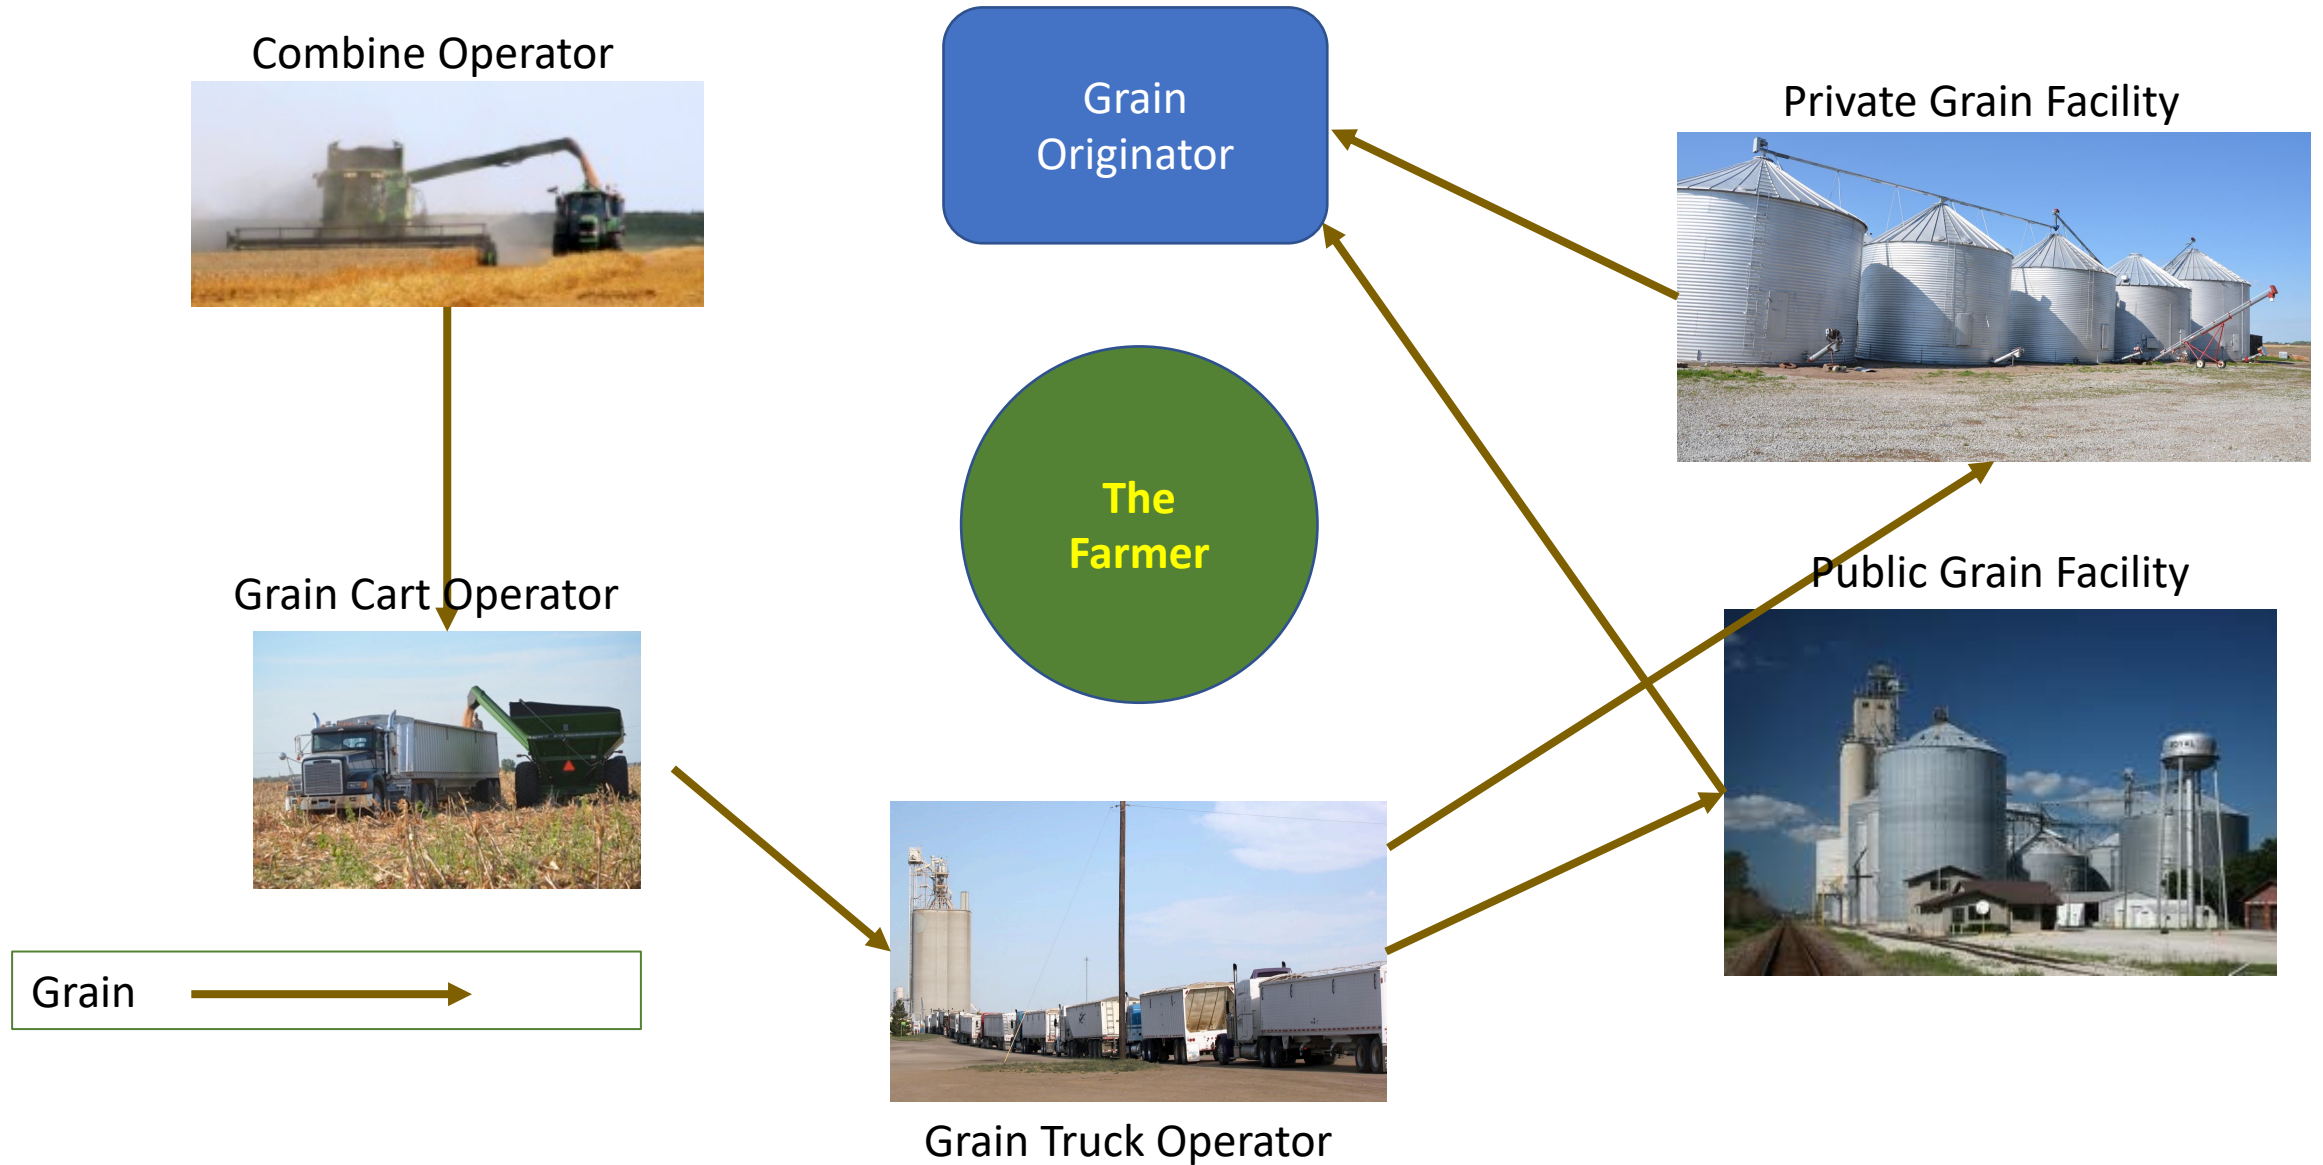 Combine Operator
Grain
Originator
Private Grain Facility
The
Farmer
Grain Cart Operator
Public Grain Facility
Grain
Grain Truck Operator